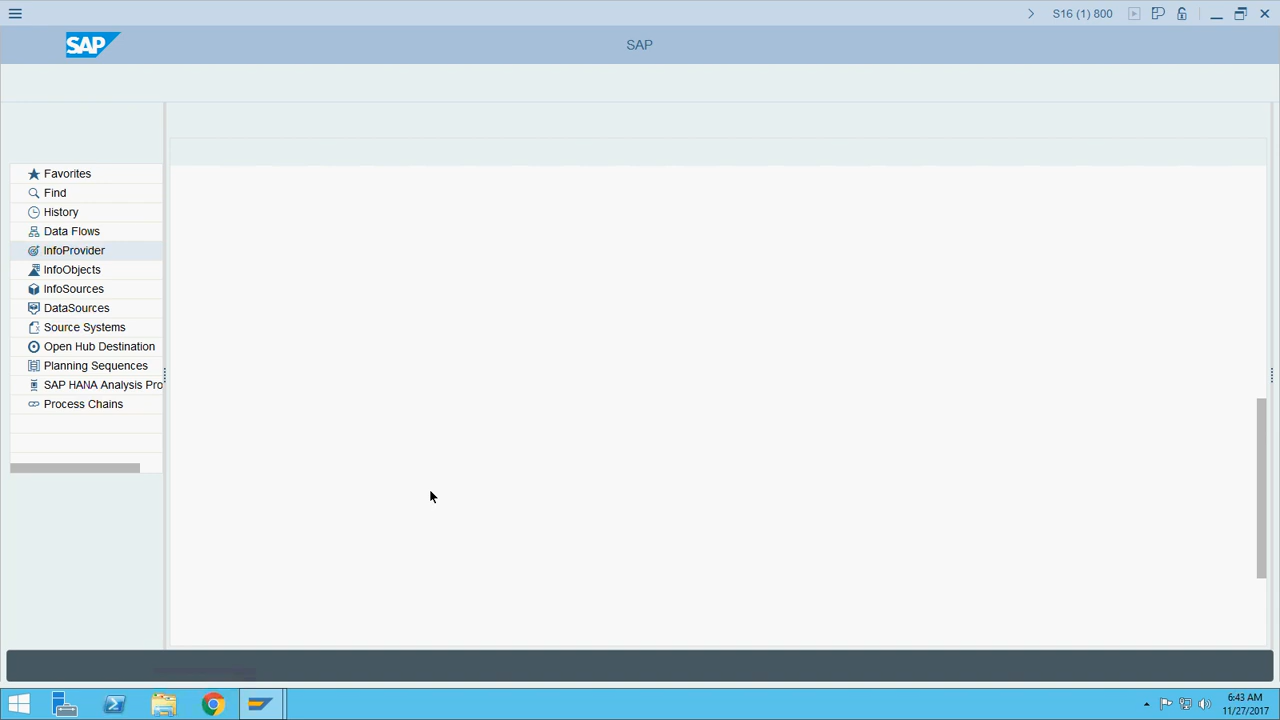 S16 (1) 800
SAP
SAP
Favorites
Find
History
Data Flows
InfoProvider
InfoObjects
InfoSources
DataSources
Source Systems
Open Hub Destination
Planning Sequences
SAP HANA Analysis Pro
Process Chains
6:43 AM
11/27/2017